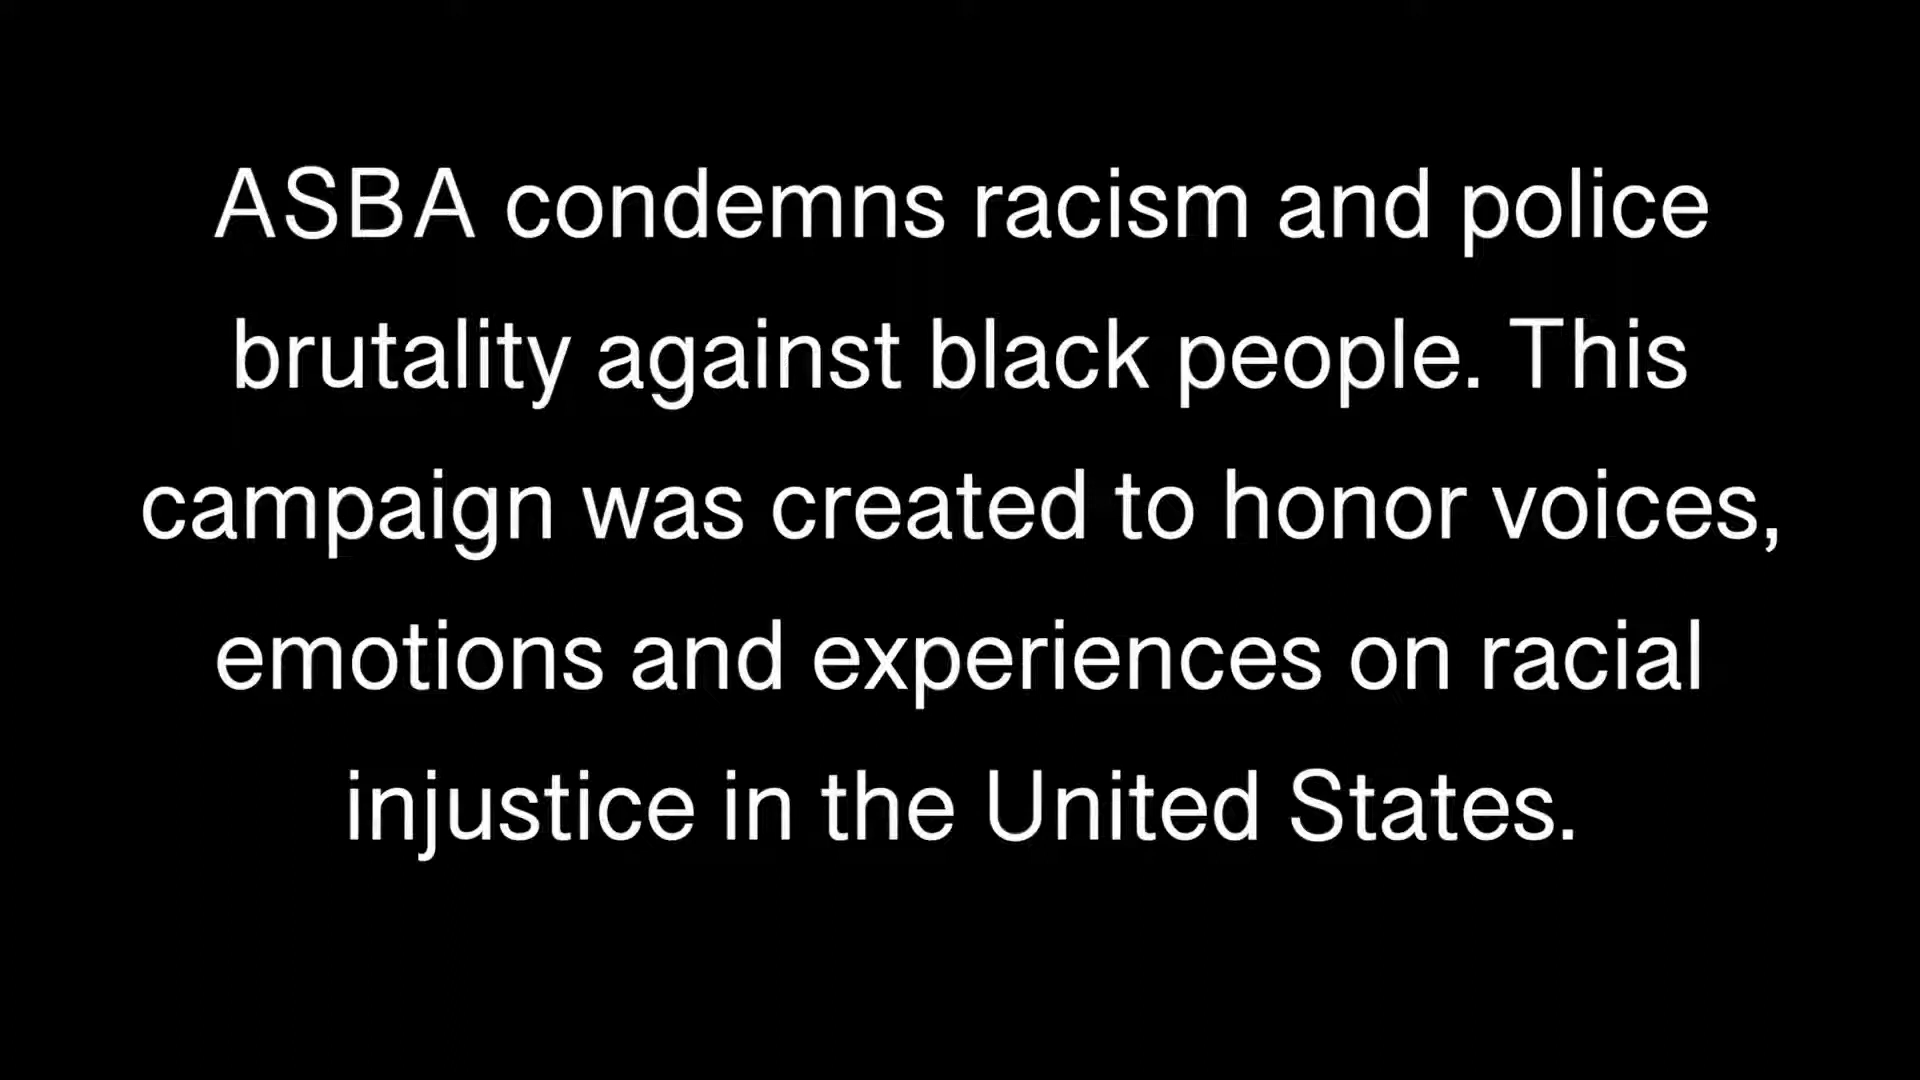 ASBA condemns racism and police
brutality against black people. This
campaign was created to honor voices,
emotions and experiences on racial
injustice in the United States.